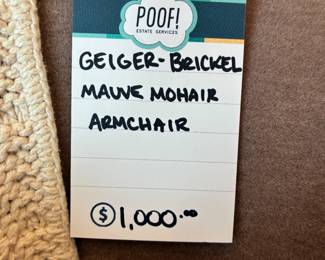 POOF!
ESTATE SERVICES
GEIGER-BRICKEL
MAUVE MOHAIR
ARMCHAIR
$ 1,000.00